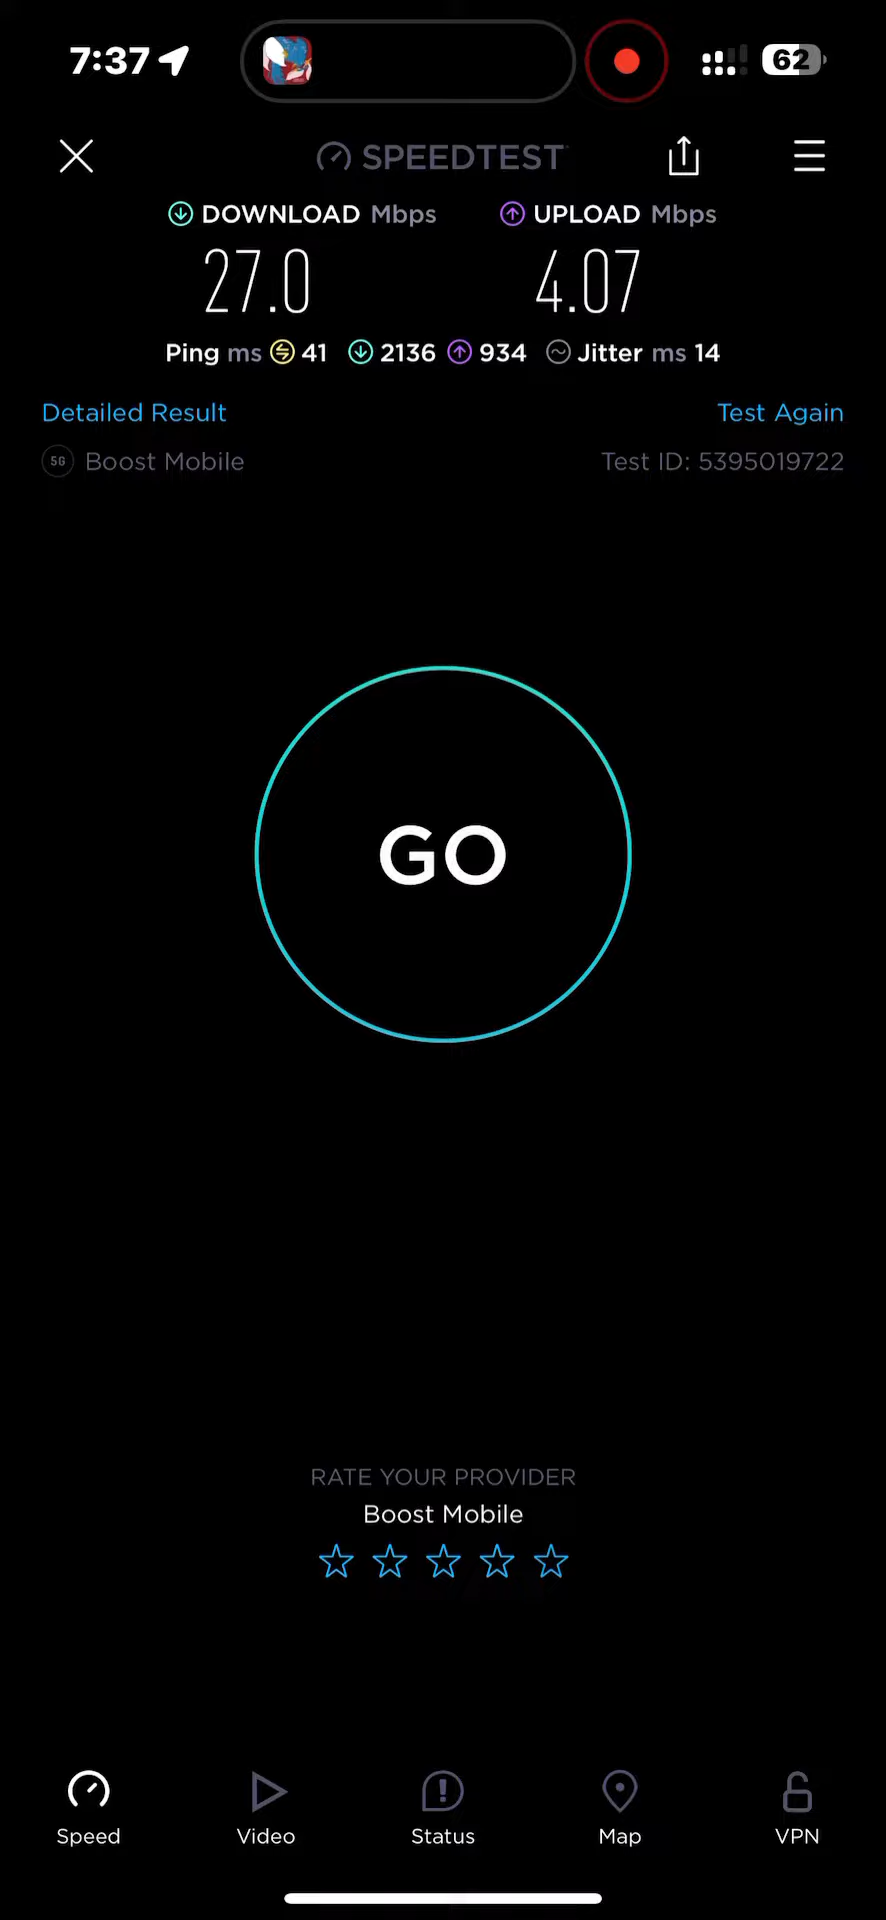 7:37
62
SPEEDTEST
DOWNLOAD Mbps
UPLOAD Mbps
27.0
4.07
Ping ms 41 2136 934 Jitter ms 14
Detailed Result
Test Again
5G Boost Mobile
Test ID: 5395019722
GO
RATE YOUR PROVIDER
Boost Mobile
Speed
Video
Status
Map
VPN